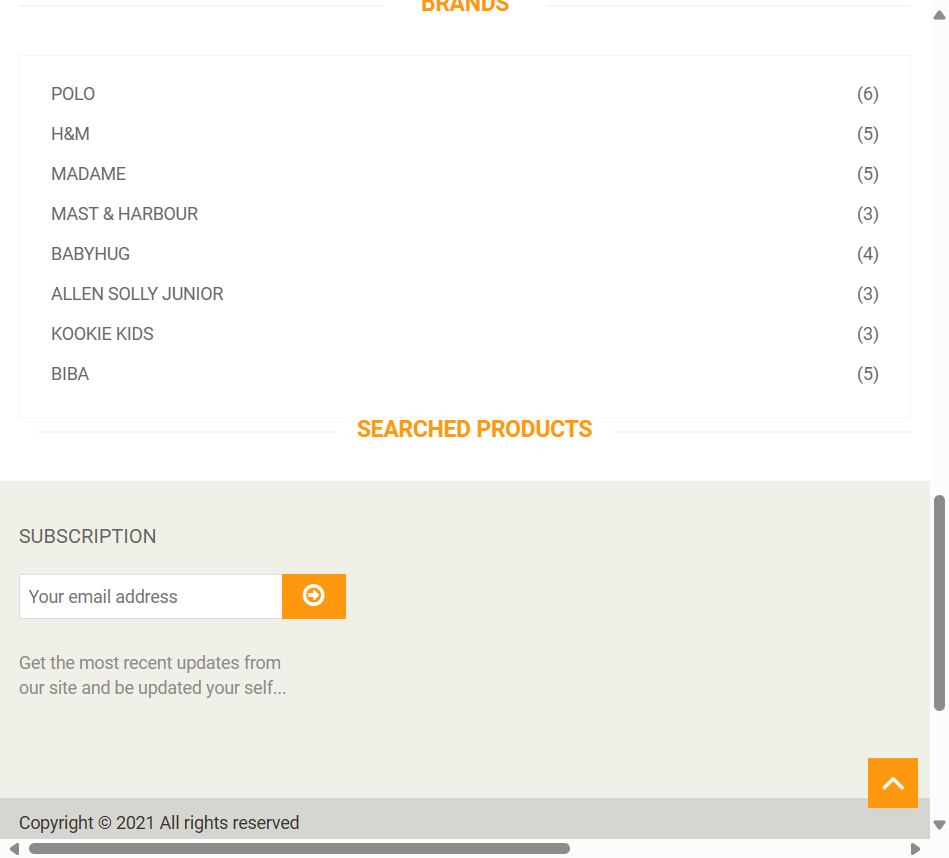 BRANDS
POLO (6)
H&M (5)
MADAME (5)
MAST & HARBOUR (3)
BABYHUG (4)
ALLEN SOLLY JUNIOR (3)
KOOKIE KIDS (3)
BIBA (5)
SEARCHED PRODUCTS
SUBSCRIPTION
Your email address
Get the most recent updates from
our site and be updated your self...
Copyright © 2021 All rights reserved